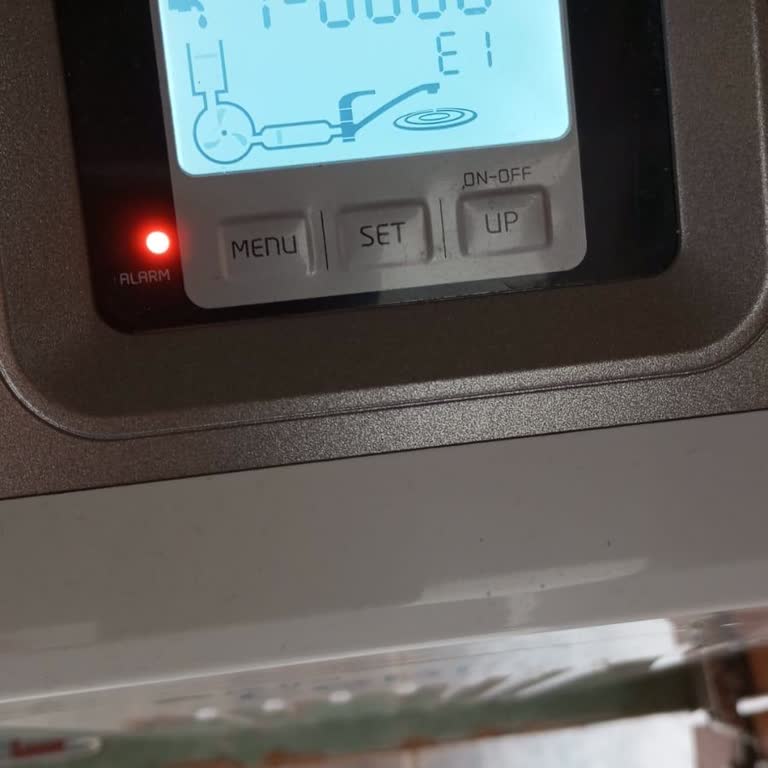 E1
ON-OFF
MENU SET UP
ALARM